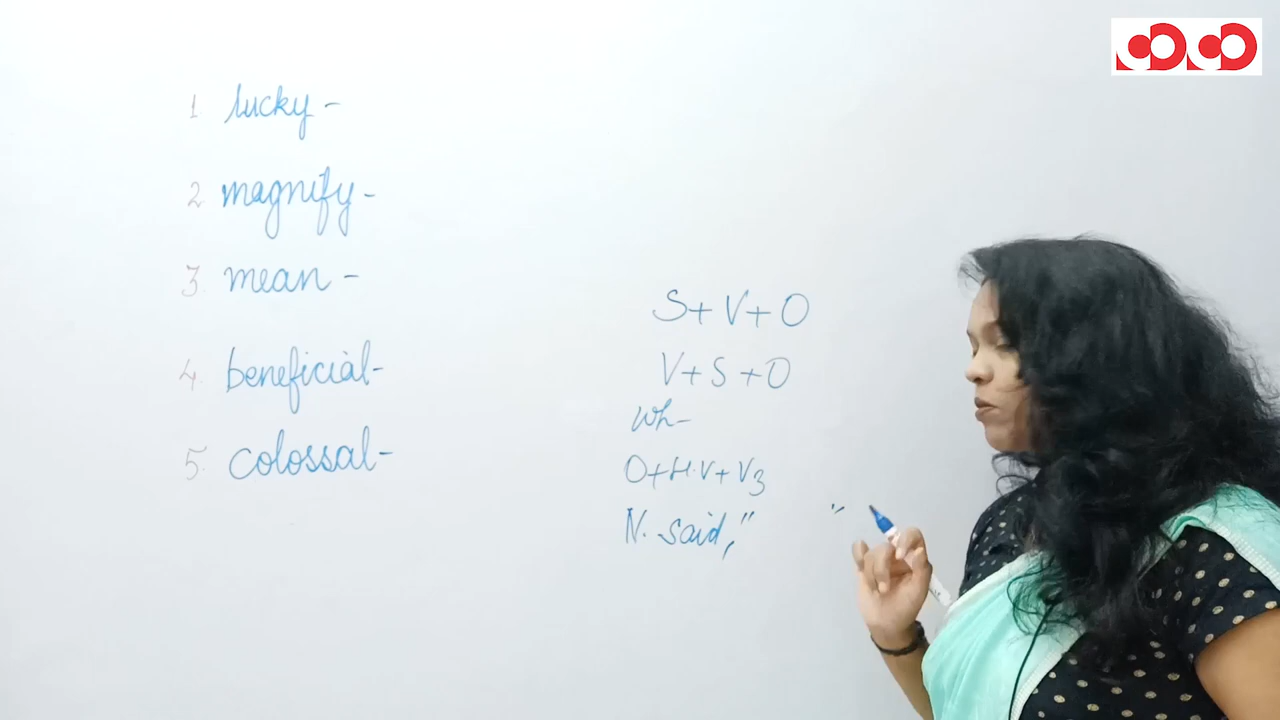 1 lucky -
2 magnify -
3. mean -
4. beneficial-
5. colossal-
S+V+O
V+S+O
Wh-
O+H.V+V3
N. said, " "